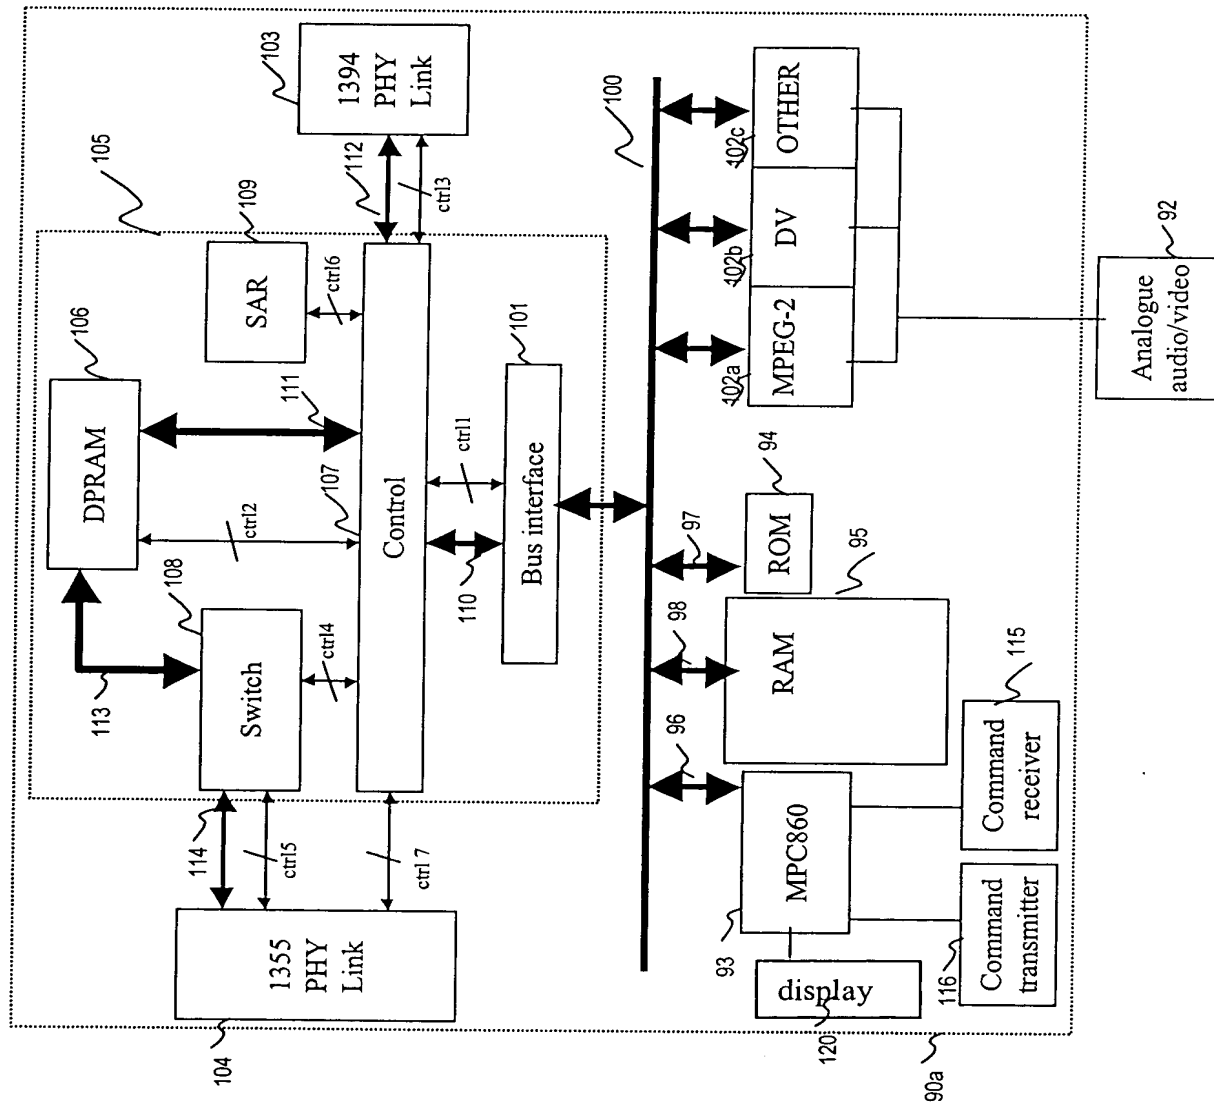 103
1394
PHY
Link
105
109
SAR
112
ctrl3
ctrl6
106
DPRAM
111
101
ctrl2
107
Control
ctrl1
Bus interface
110
108
Switch
ctrl4
113
114
ctrl5
ctrl 7
1355
PHY
Link
104
100
OTHER
102c
DV
102b
MPEG-2
102a
92
Analogue
audio/video
94
ROM
97
95
98
RAM
96
MPC860
93
115
Command
receiver
116
Command
transmitter
display
120
90a